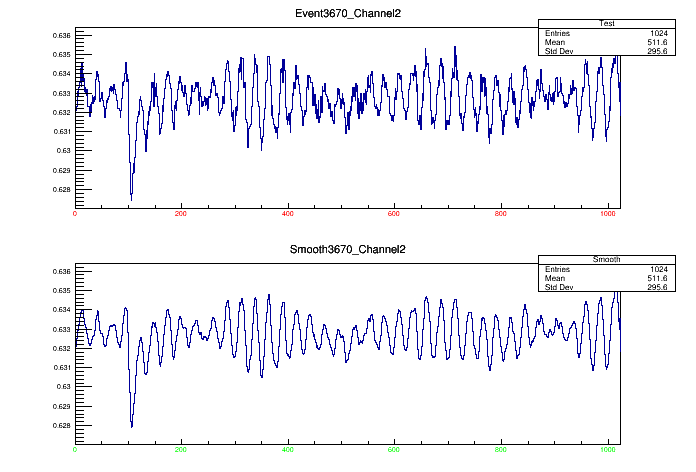 Event3670_Channel2
Test
Entries 1024
Mean 511.6
Std Dev 295.6
0.636
0.635
0.634
0.633
0.632
0.631
0.63
0.629
0.628
0 200 400 600 800 1000
Smooth3670_Channel2
Smooth
Entries 1024
Mean 511.6
Std Dev 295.6
0.636
0.635
0.634
0.633
0.632
0.631
0.63
0.629
0.628
0 200 400 600 800 1000